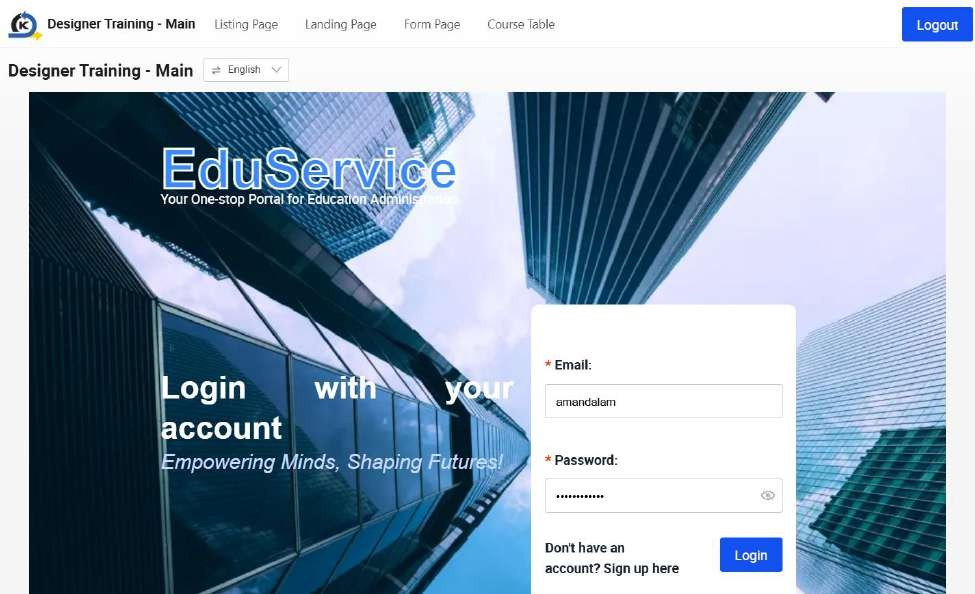 Designer Training - Main Listing Page Landing Page Form Page Course Table Logout
Designer Training - Main English
EduService
Your One-stop Portal for Education Administration
Login with your
account
Empowering Minds, Shaping Futures!
* Email:
amandalam
* Password:
••••••••••••
Don't have an
account? Sign up here
Login